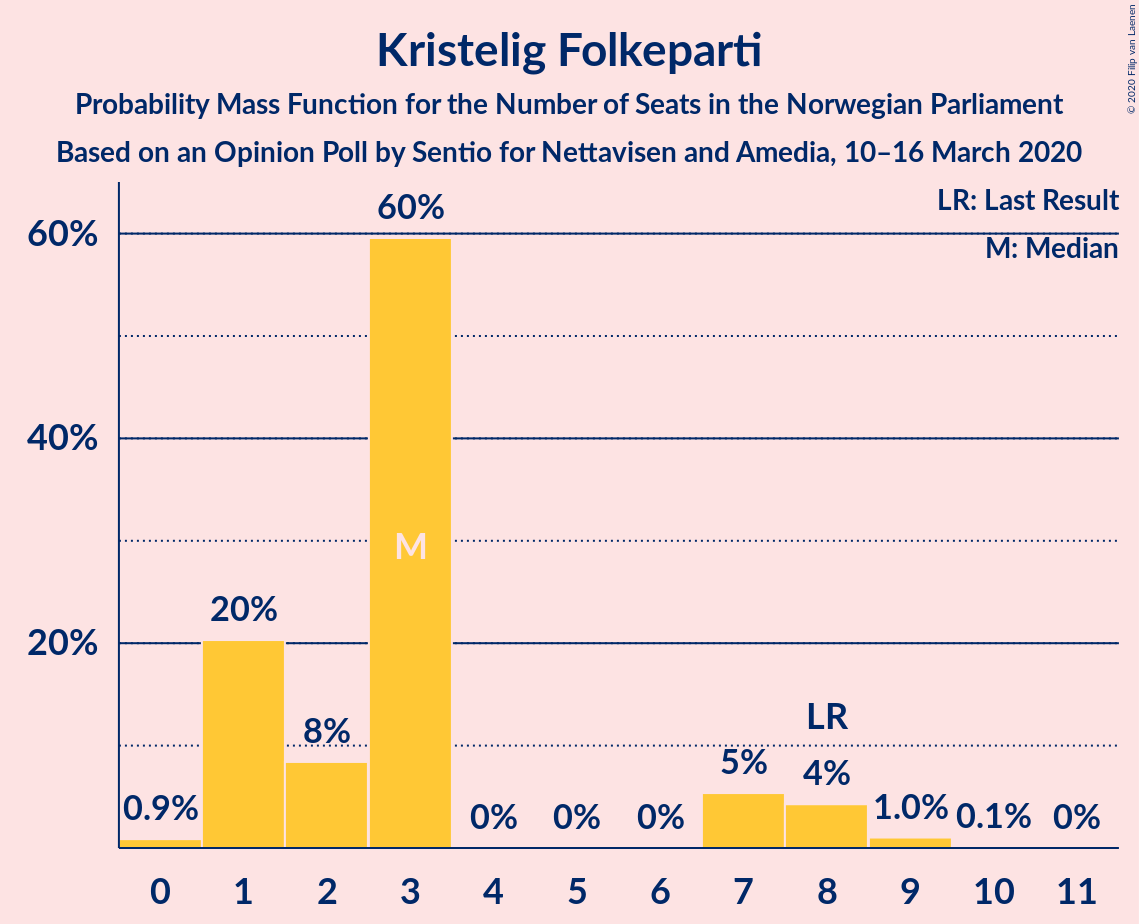 Kristelig Folkeparti
Probability Mass Function for the Number of Seats in the Norwegian Parliament
Based on an Opinion Poll by Sentio for Nettavisen and Amedia, 10–16 March 2020
© 2020 Filip van Laenen
LR: Last Result
M: Median
60%
40%
20%
0.9%
20%
8%
60%
M
0%
0%
0%
5%
LR
4%
1.0%
0.1%
0%
0 1 2 3 4 5 6 7 8 9 10 11